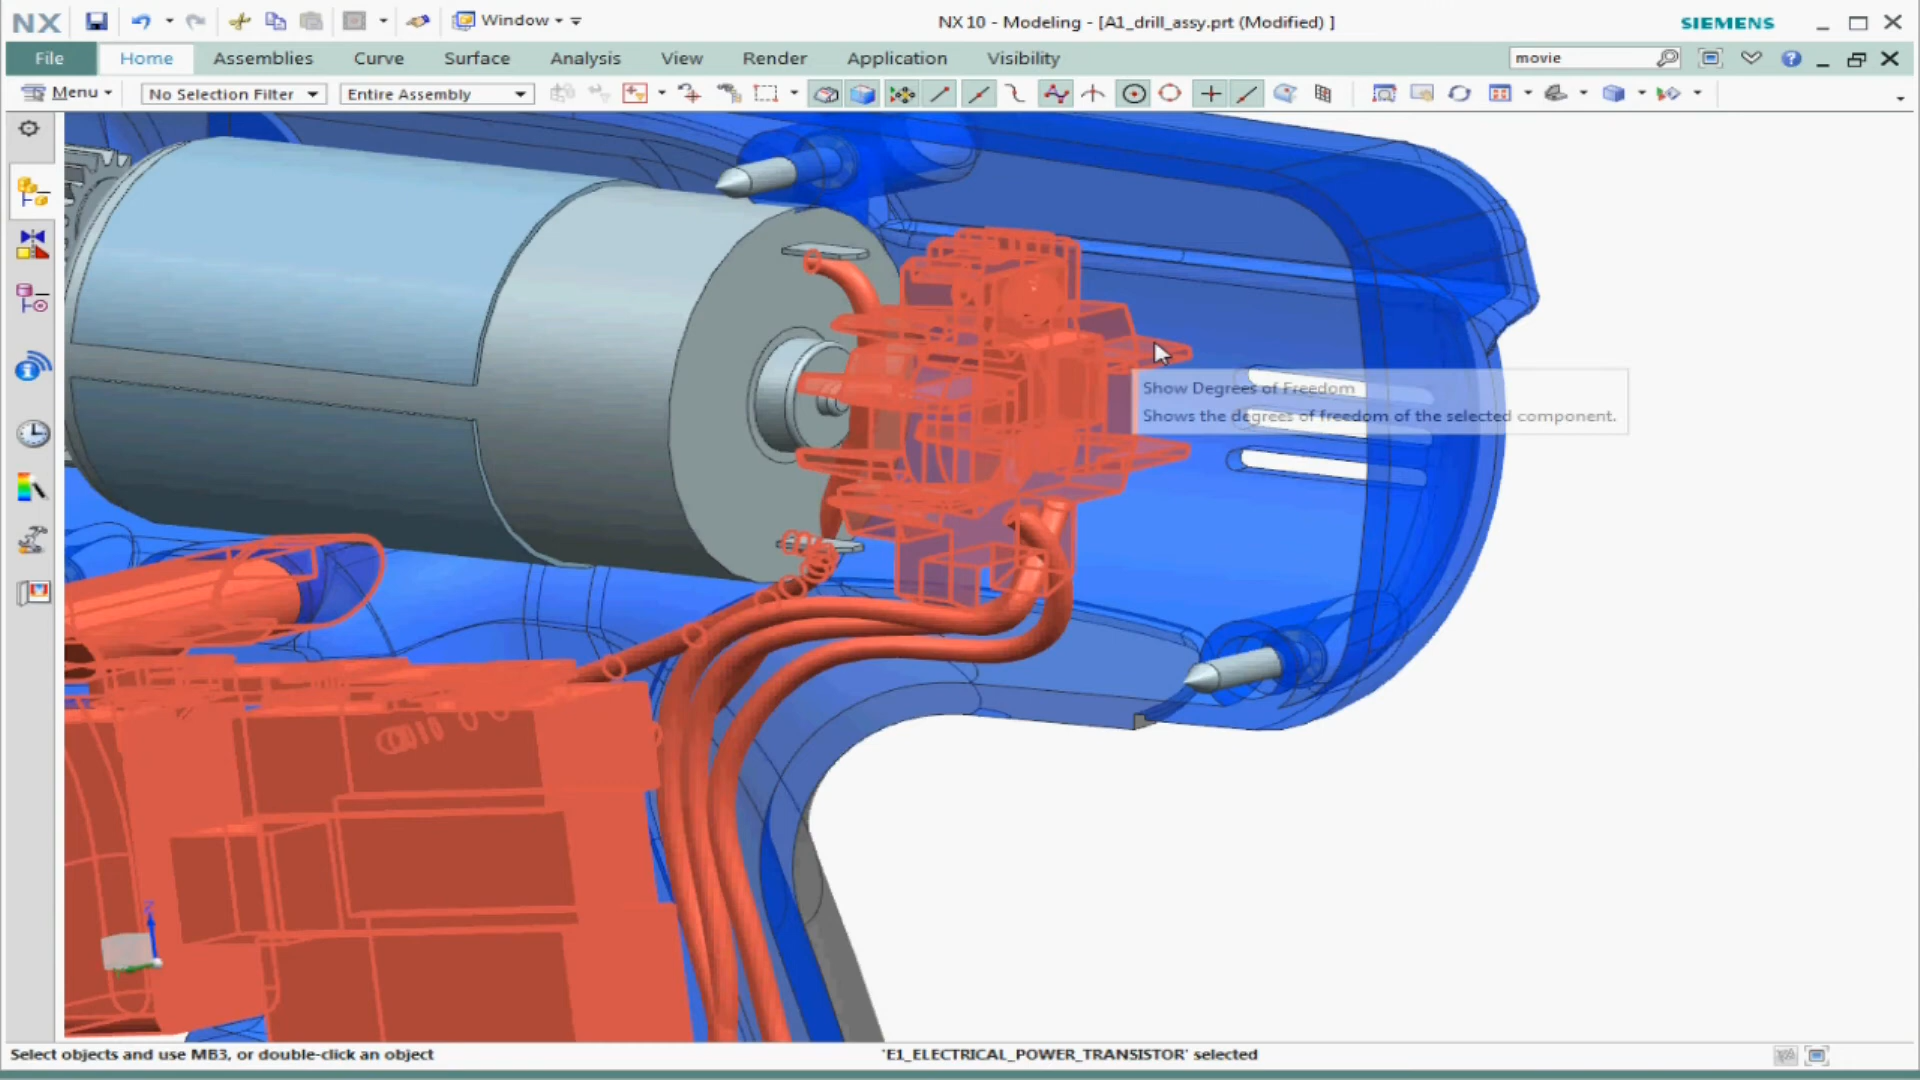 NX
Window
NX 10 - Modeling - [A1_drill_assy.prt (Modified) ]
SIEMENS
File
Home
Assemblies
Curve
Surface
Analysis
View
Render
Application
Visibility
movie
Menu
No Selection Filter
Entire Assembly
Show Degrees of Freedom
Shows the degrees of freedom of the selected component.
Z
Select objects and use MB3, or double-click an object
'E1_ELECTRICAL_POWER_TRANSISTOR' selected